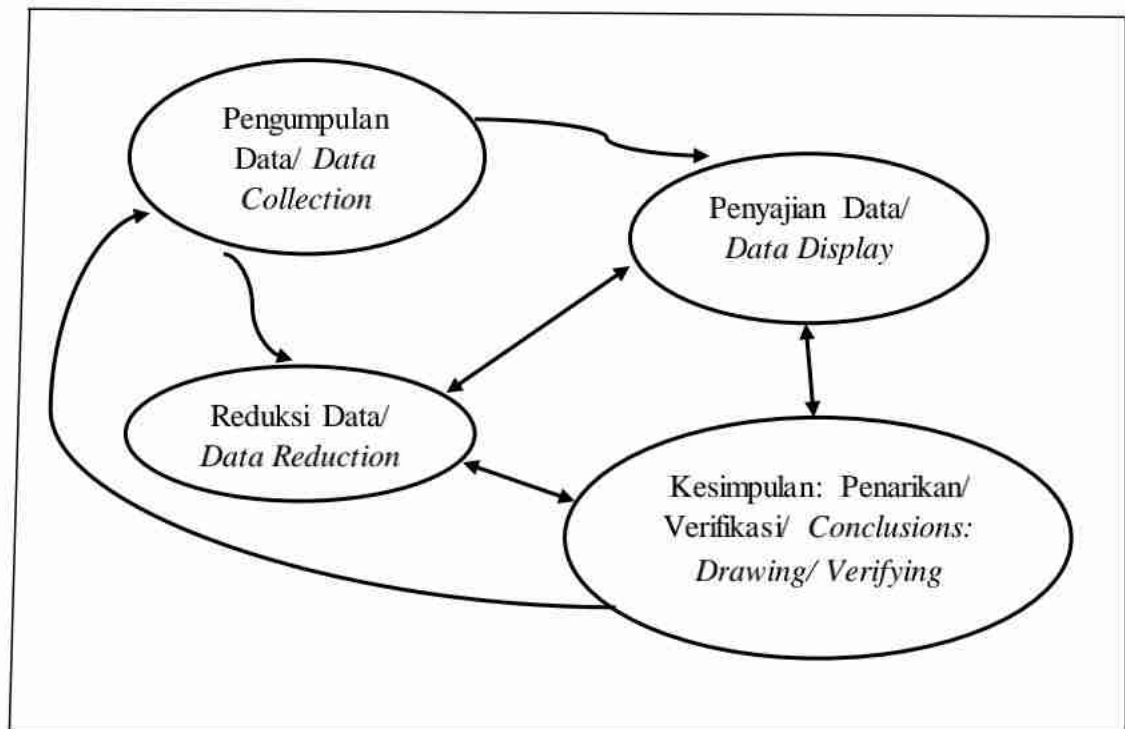 Pengumpulan
Data/ Data
Collection
Penyajian Data/
Data Display
Reduksi Data/
Data Reduction
Kesimpulan: Penarikan/
Verifikasi/ Conclusions:
Drawing/ Verifying